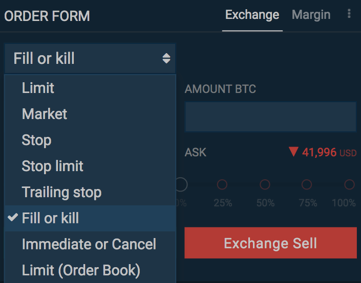 ORDER FORM
Exchange Margin
Fill or kill
Limit
Market
Stop
Stop limit
Trailing stop
Fill or kill
Immediate or Cancel
Limit (Order Book)
AMOUNT BTC
ASK ▼ 41,996 USD
25% 50% 75% 100%
Exchange Sell